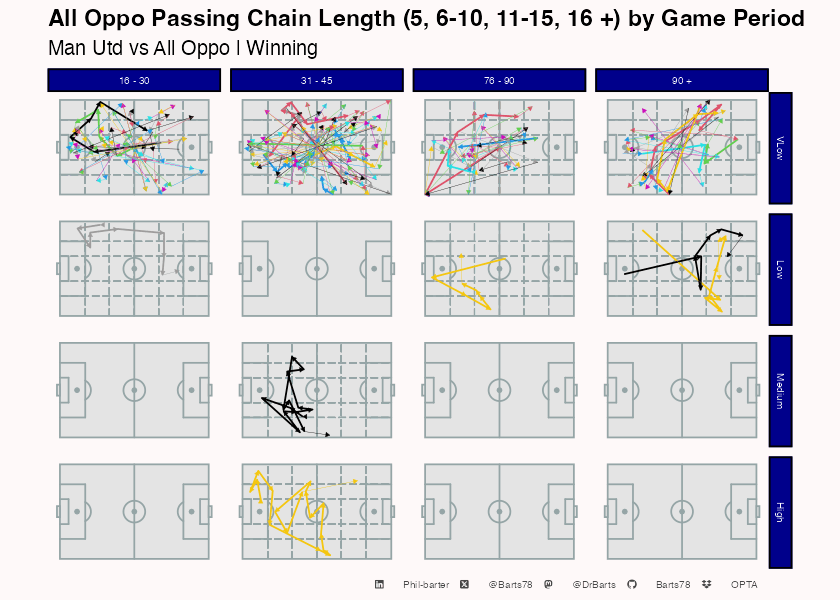 All Oppo Passing Chain Length (5, 6-10, 11-15, 16 +) by Game Period
Man Utd vs All Oppo I Winning
16 - 30 31 - 45 76 - 90 90 +
VLow
Low
Medium
High
Phil-barter @Barts78 @DrBarts Barts78 OPTA